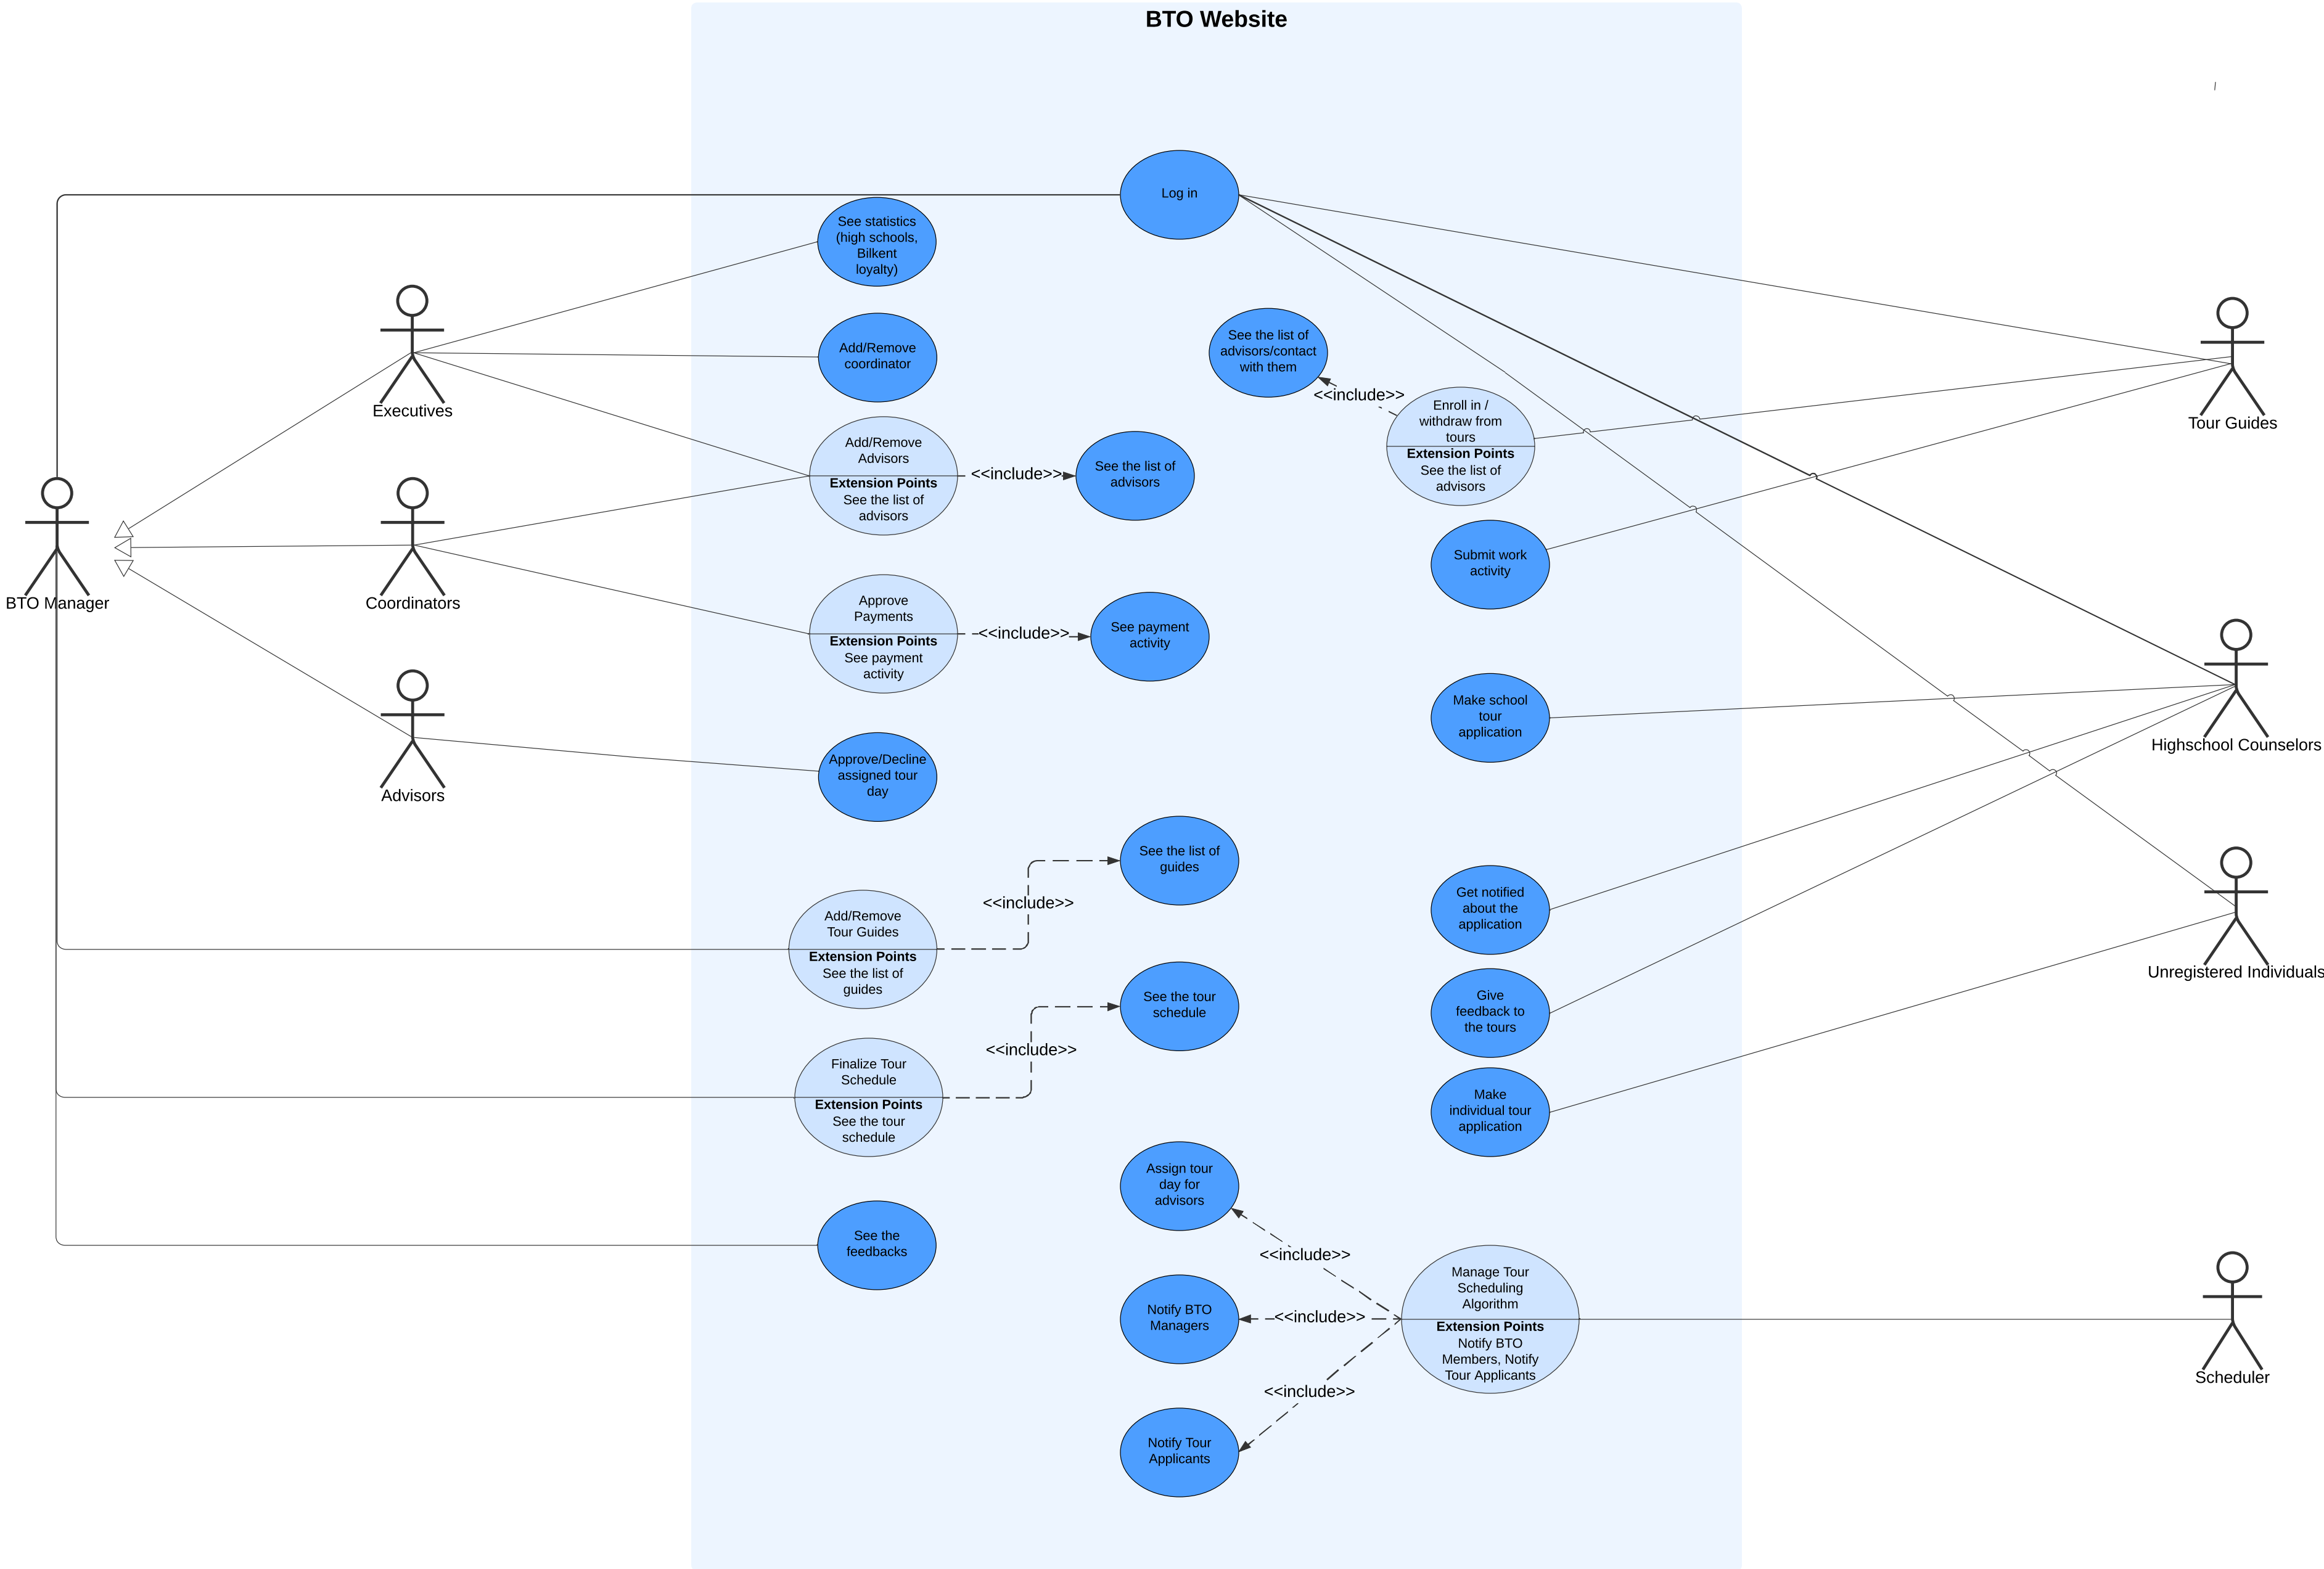 BTO Website
Log in
See statistics
(high schools,
Bilkent
loyalty)
Executives
Add/Remove
coordinator
See the list of
advisors/contact
with them
<<include>>
Enroll in /
withdraw from
tours
Extension Points
See the list of
advisors
Tour Guides
Add/Remove
Advisors
Extension Points
See the list of
advisors
<<include>>
See the list of
advisors
Submit work
activity
BTO Manager
Coordinators
Approve
Payments
Extension Points
See payment
activity
<<include>>
See payment
activity
Make school
tour
application
Highschool Counselors
Advisors
Approve/Decline
assigned tour
day
See the list of
guides
<<include>>
Add/Remove
Tour Guides
Extension Points
See the list of
guides
Get notified
about the
application
Unregistered Individuals
See the tour
schedule
<<include>>
Give
feedback to
the tours
Finalize Tour
Schedule
Extension Points
See the tour
schedule
Make
individual tour
application
Assign tour
day for
advisors
<<include>>
See the
feedbacks
Notify BTO
Managers
<<include>>
Manage Tour
Scheduling
Algorithm
Extension Points
Notify BTO
Members, Notify
Tour Applicants
Scheduler
<<include>>
Notify Tour
Applicants